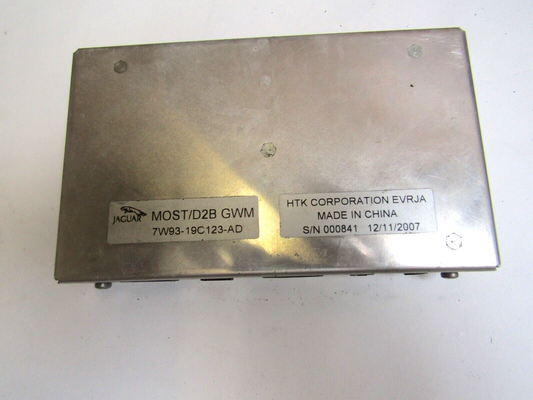 JAGUAR
MOST/D2B GWM
7W93-19C123-AD
HTK CORPORATION EVRJA
MADE IN CHINA
S/N 000841 12/11/2007